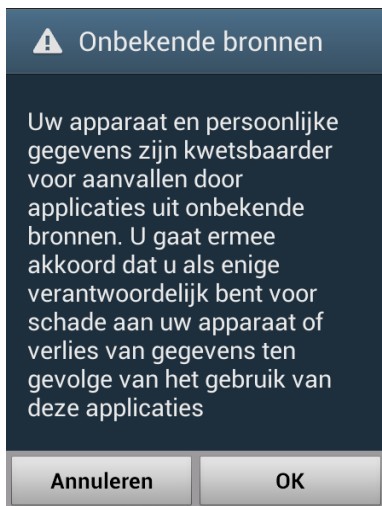 Onbekende bronnen
Uw apparaat en persoonlijke
gegevens zijn kwetsbaarder
voor aanvallen door
applicaties uit onbekende
bronnen. U gaat ermee
akkoord dat u als enige
verantwoordelijk bent voor
schade aan uw apparaat of
verlies van gegevens ten
gevolge van het gebruik van
deze applicaties
Annuleren OK